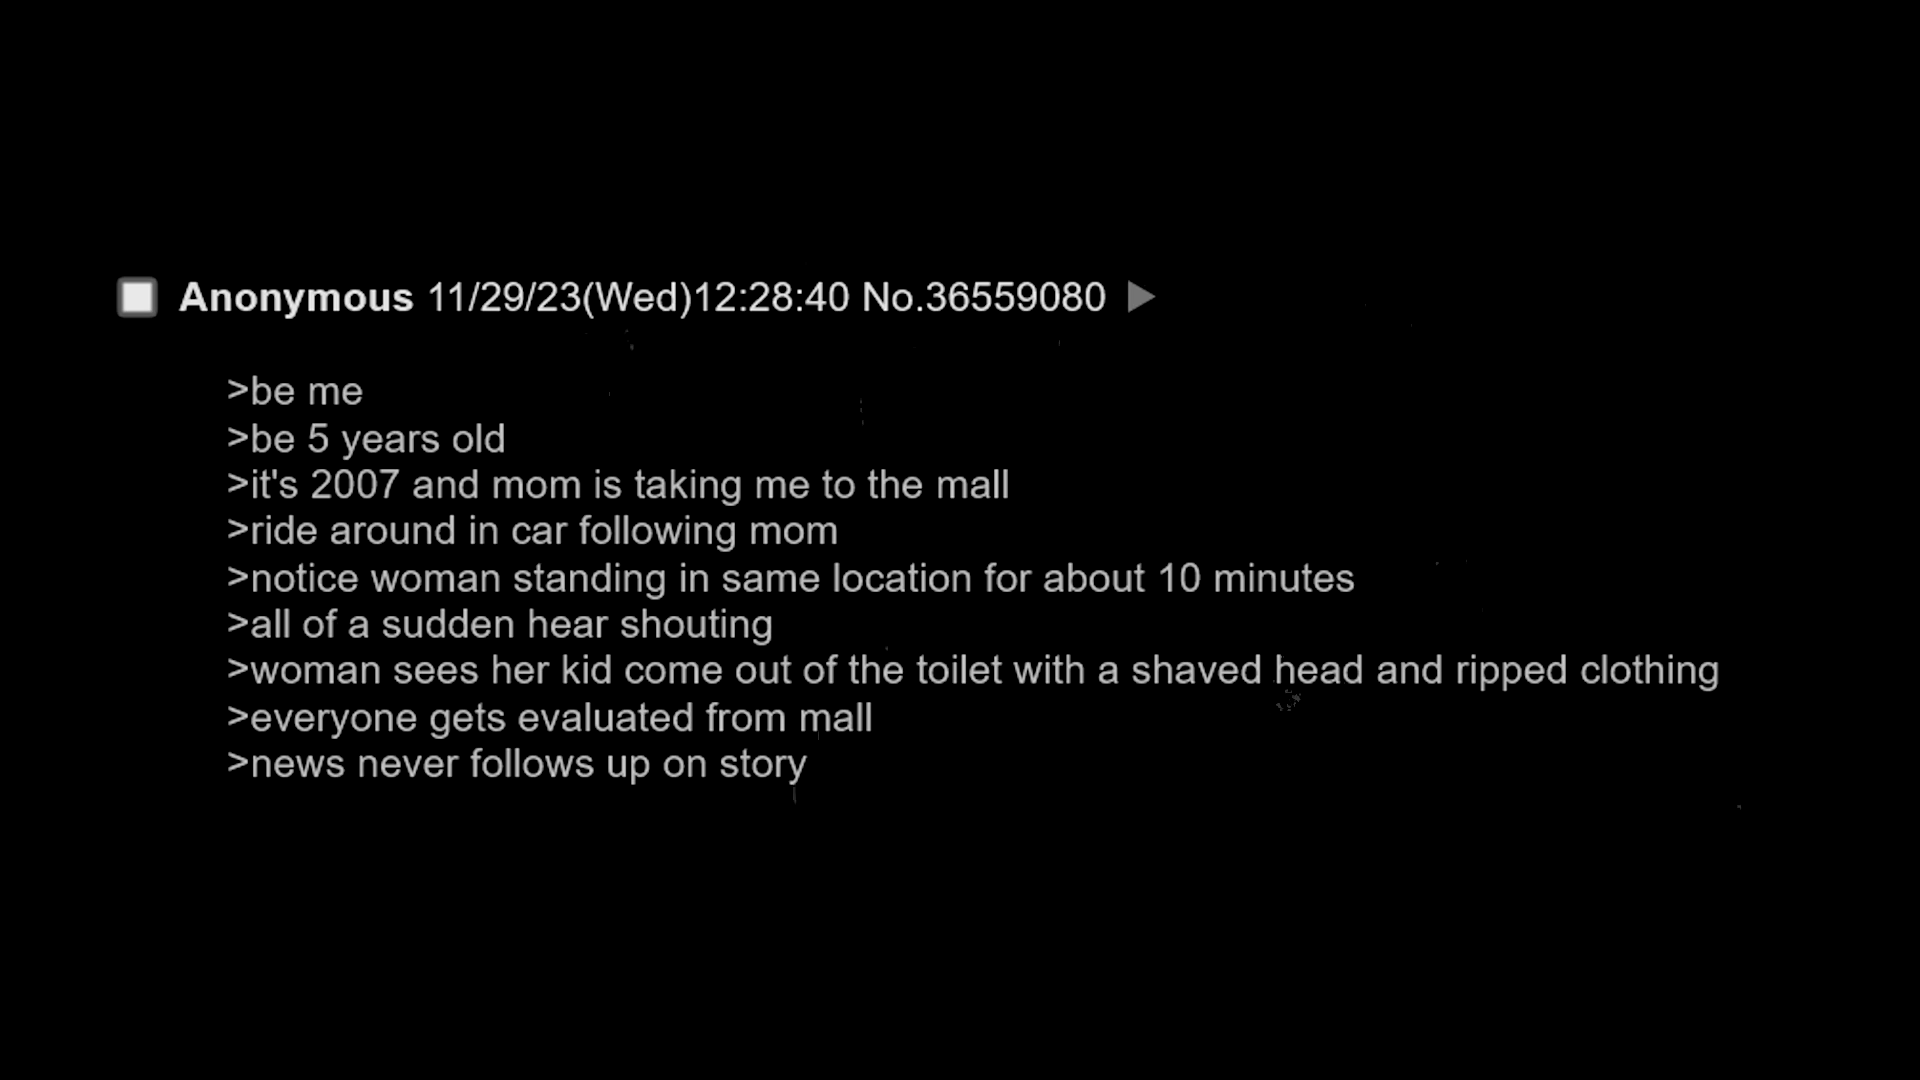 Anonymous 11/29/23(Wed)12:28:40 No.36559080
>be me
>be 5 years old
>it's 2007 and mom is taking me to the mall
>ride around in car following mom
>notice woman standing in same location for about 10 minutes
>all of a sudden hear shouting
>woman sees her kid come out of the toilet with a shaved head and ripped clothing
>everyone gets evaluated from mall
>news never follows up on story